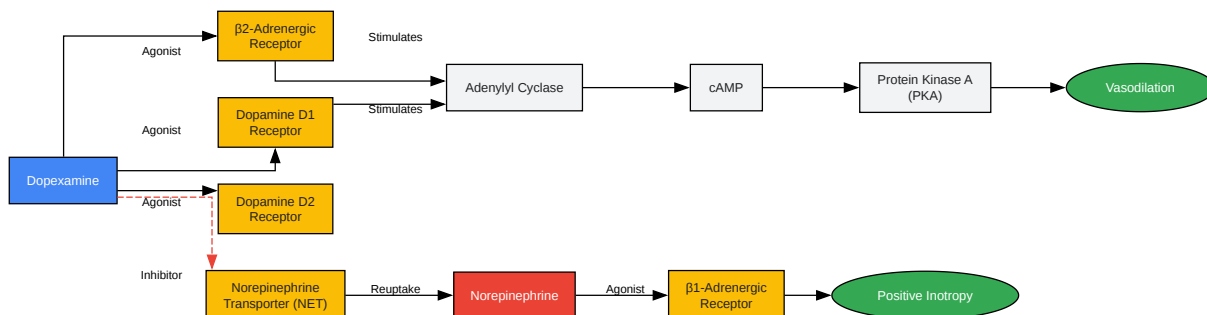 β2-Adrenergic
Receptor
Stimulates
Agonist
Adenylyl Cyclase
cAMP
Protein Kinase A
(PKA)
Vasodilation
Stimulates
Dopamine D1
Receptor
Agonist
Dopexamine
Agonist
Dopamine D2
Receptor
Inhibitor
Norepinephrine
Transporter (NET)
Reuptake
Norepinephrine
Agonist
β1-Adrenergic
Receptor
Positive Inotropy